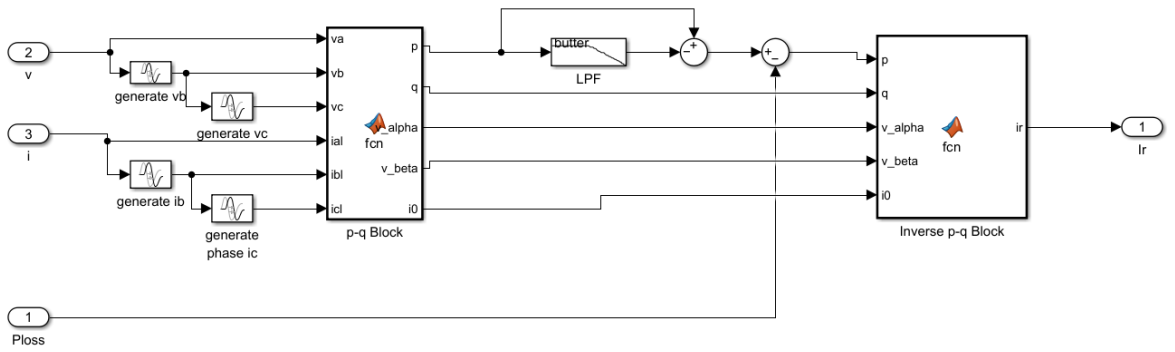 2
v
generate vb
generate vc
3
i
generate ib
generate
phase ic
va
vb
vc
ial
ibl
icl
fcn
p
q
v_alpha
v_beta
i0
p-q Block
butter
LPF
−+
+−
p
q
v_alpha
v_beta
i0
fcn
ir
Inverse p-q Block
1
Ir
1
Ploss